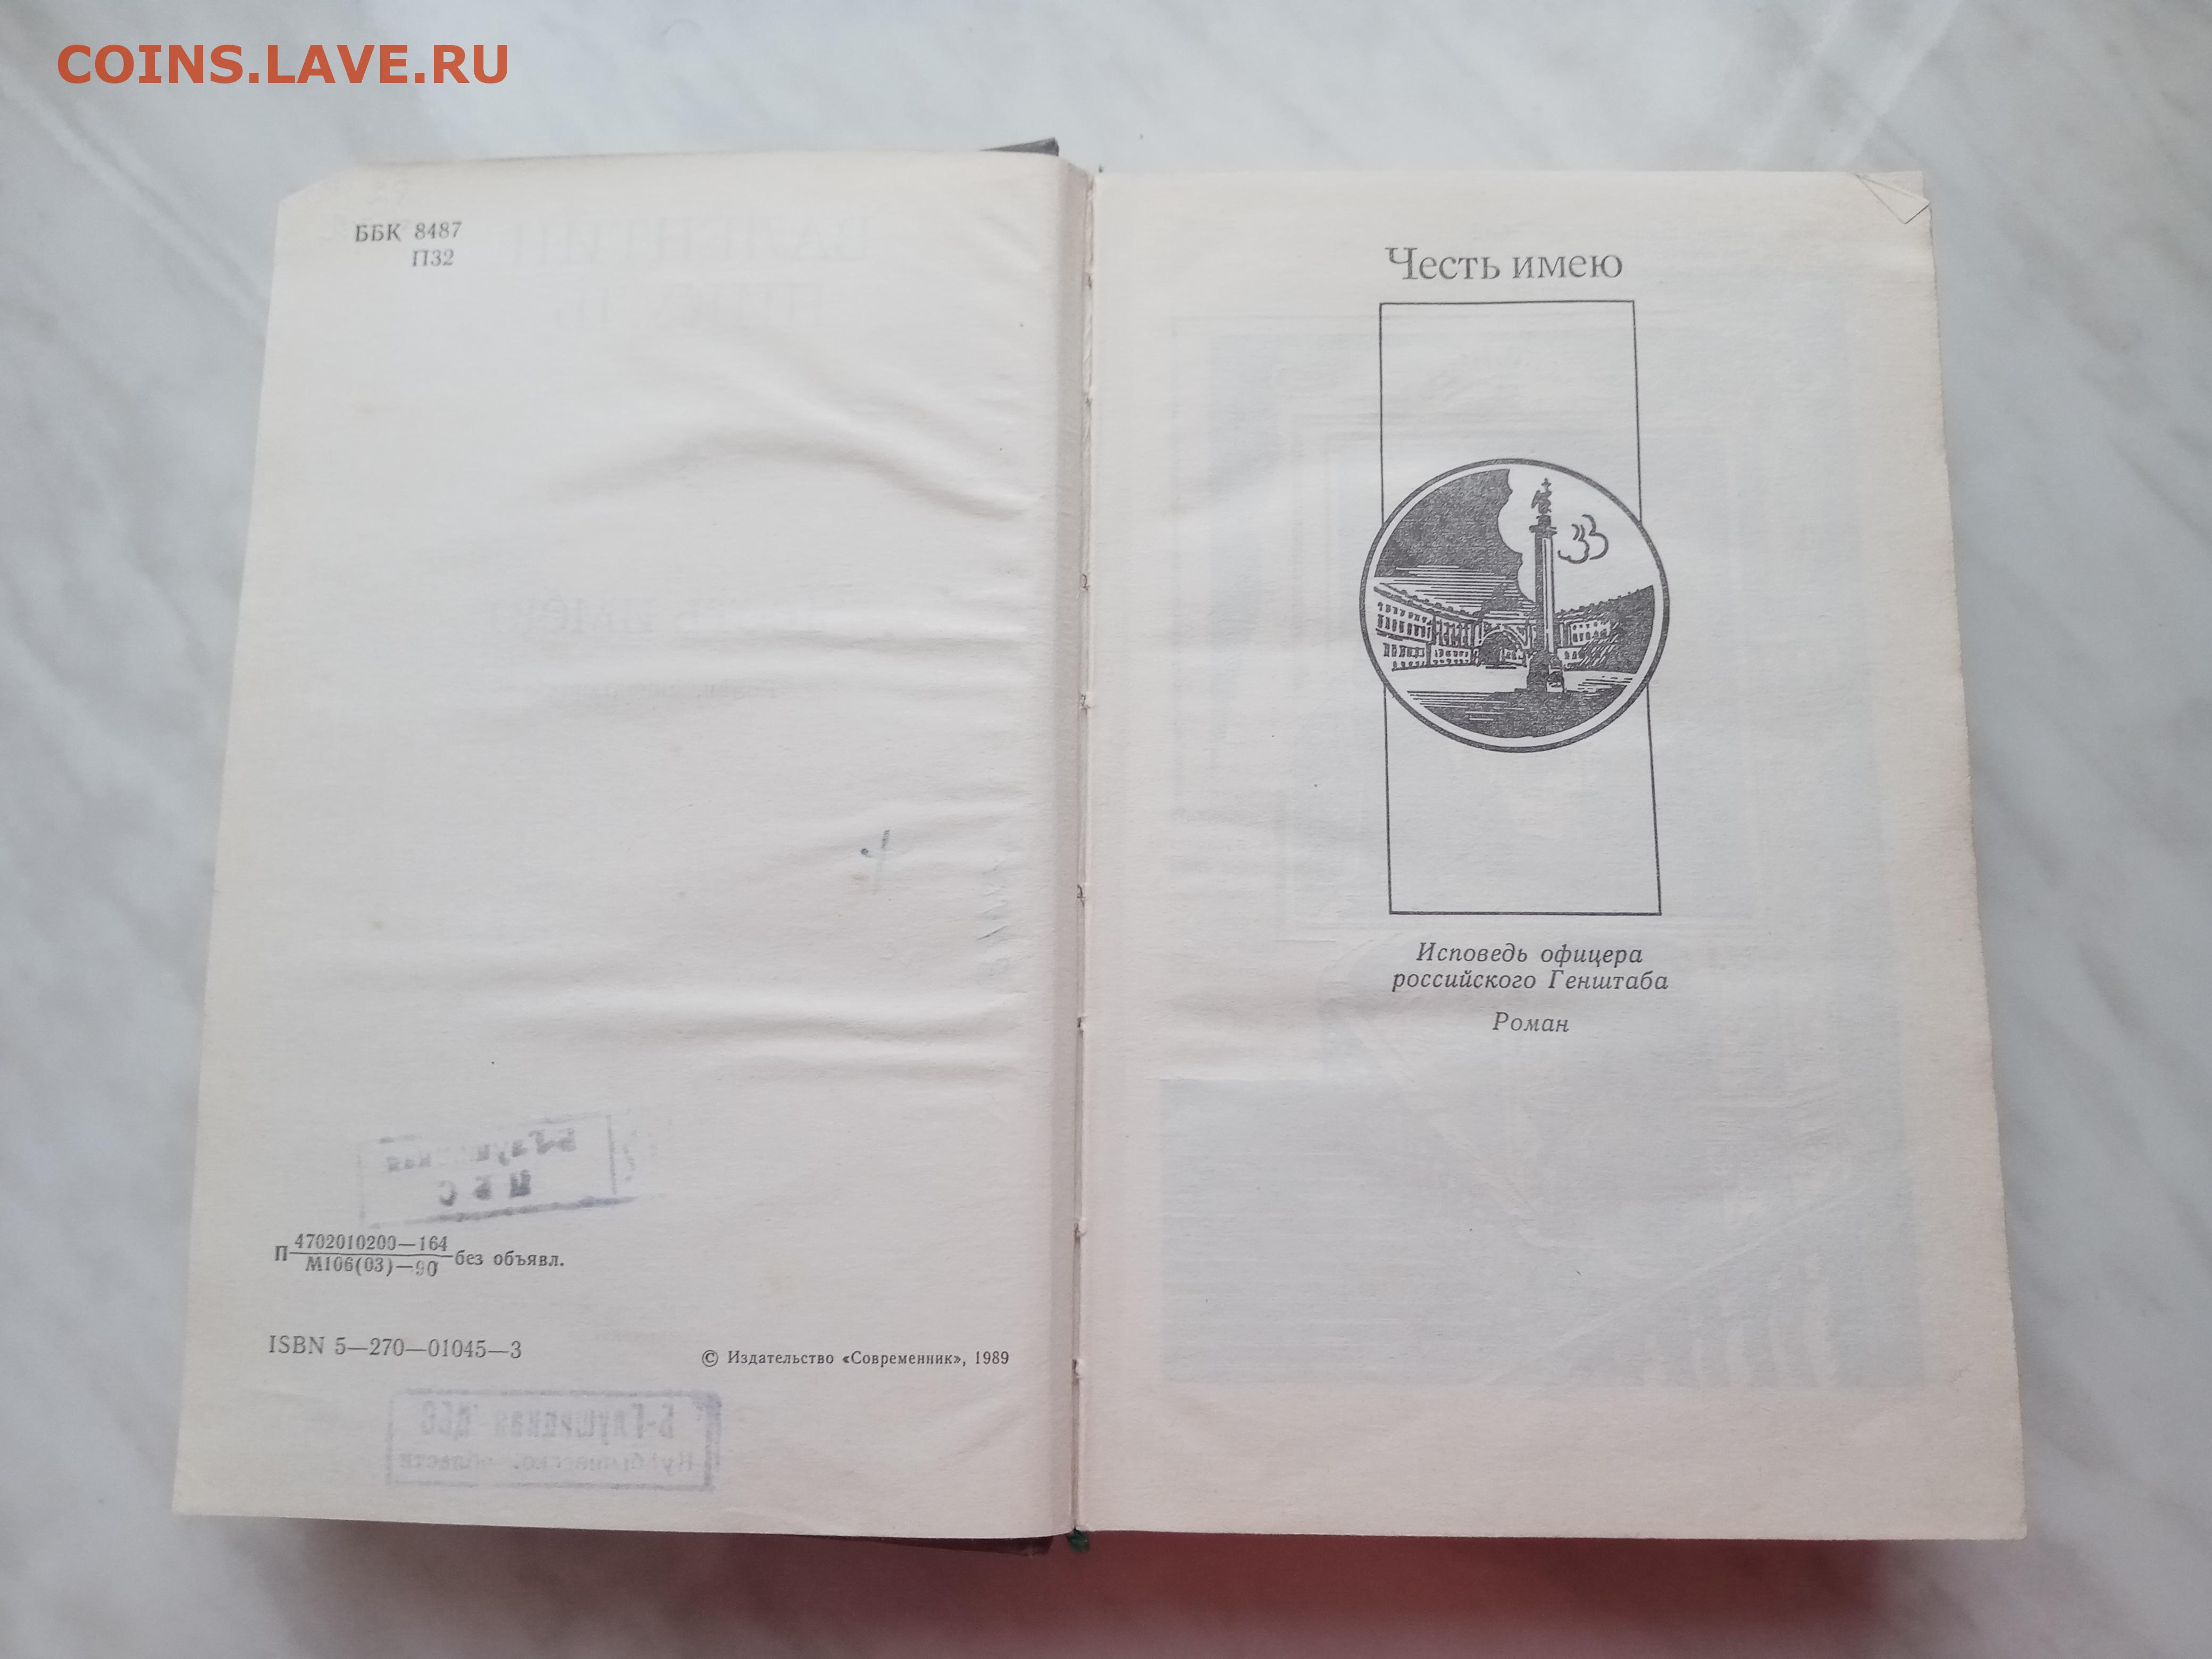 COINS.LAVE.RU
ББК 8487
П32
П 4702010200—164
М106(03)—90 без объявл.
ISBN 5—270—01045—3
© Издательство «Современник», 1989
Честь имею
Исповедь офицера
российского Генштаба
Роман